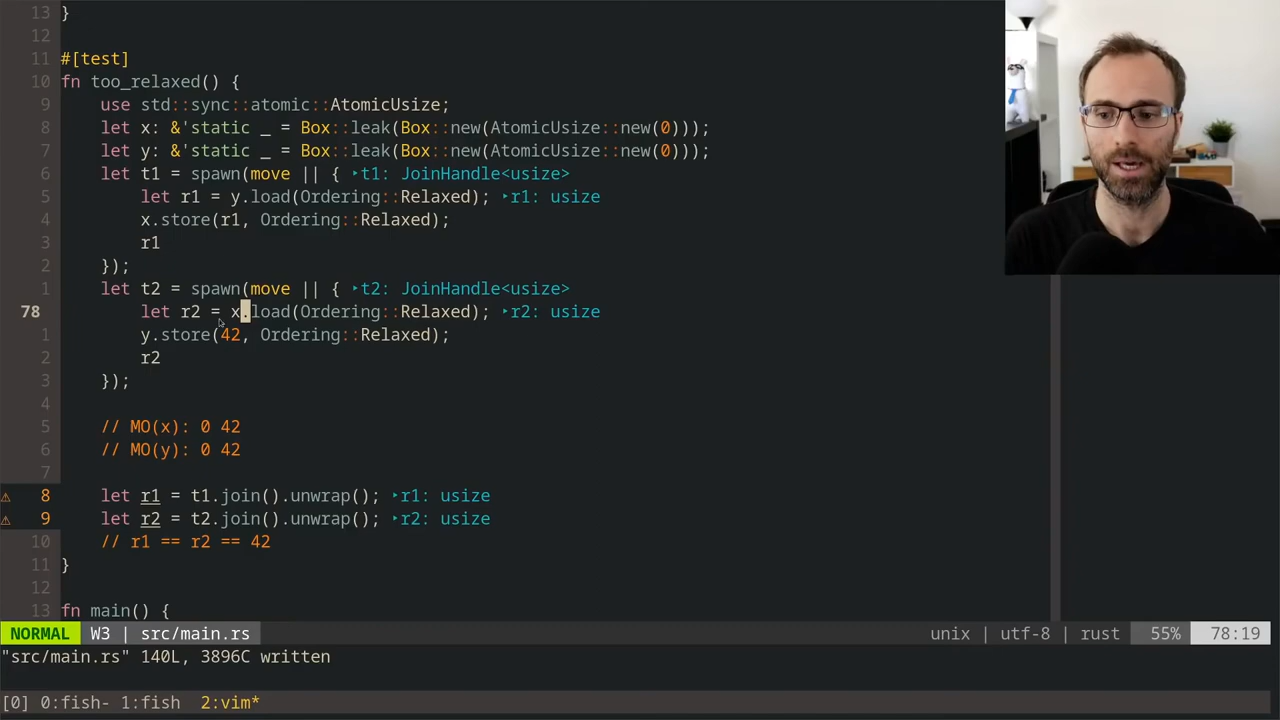 13 }
12
11 #[test]
10 fn too_relaxed() {
9 use std::sync::atomic::AtomicUsize;
8 let x: &'static _ = Box::leak(Box::new(AtomicUsize::new(0)));
7 let y: &'static _ = Box::leak(Box::new(AtomicUsize::new(0)));
6 let t1 = spawn(move || { ‣t1: JoinHandle<usize>
5 let r1 = y.load(Ordering::Relaxed); ‣r1: usize
4 x.store(r1, Ordering::Relaxed);
3 r1
2 });
1 let t2 = spawn(move || { ‣t2: JoinHandle<usize>
78 let r2 = x.load(Ordering::Relaxed); ‣r2: usize
1 y.store(42, Ordering::Relaxed);
2 r2
3 });
4
5 // MO(x): 0 42
6 // MO(y): 0 42
7
⚠ 8 let r1 = t1.join().unwrap(); ‣r1: usize
⚠ 9 let r2 = t2.join().unwrap(); ‣r2: usize
10 // r1 == r2 == 42
11 }
12
13 fn main() {
NORMAL W3 | src/main.rs unix | utf-8 | rust 55% 78:19
"src/main.rs" 140L, 3896C written
[0] 0:fish- 1:fish 2:vim*